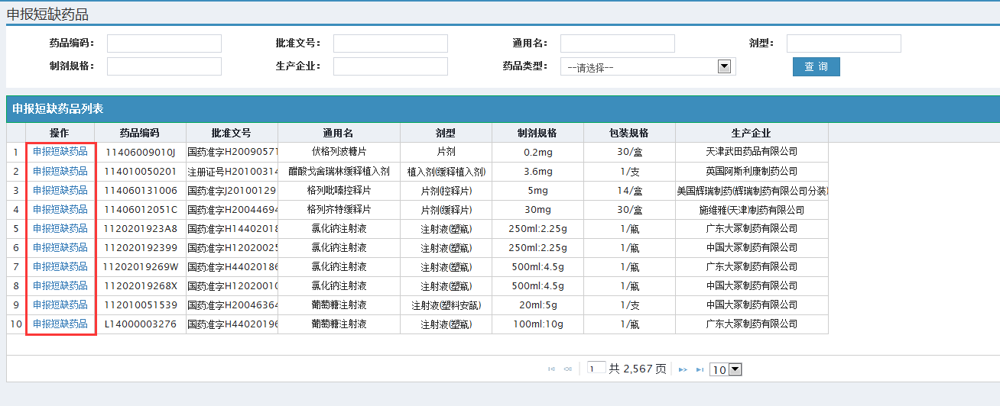 申报短缺药品
药品编码： 批准文号： 通用名： 剂型：
制剂规格： 生产企业： 药品类型： --请选择-- 查 询
申报短缺药品列表
操作 药品编码 批准文号 通用名 剂型 制剂规格 包装规格 生产企业
1 申报短缺药品 11406009010J 国药准字H20090571 伏格列波糖片 片剂 0.2mg 30/盒 天津武田药品有限公司
2 申报短缺药品 114010050201 注册证号H20100314 醋酸戈舍瑞林缓释植入剂 植入剂(缓释植入剂) 3.6mg 1/支 英国阿斯利康制药公司
3 申报短缺药品 114060131006 国药准字J20100129 格列吡嗪控释片 片剂(控释片) 5mg 14/盒 美国辉瑞制药(辉瑞制药有限公司分装)
4 申报短缺药品 11406012051C 国药准字H20044694 格列齐特缓释片 片剂(缓释片) 30mg 30/盒 施维雅(天津)制药有限公司
5 申报短缺药品 1120201923A8 国药准字H14402018 氯化钠注射液 注射液(塑瓶) 250ml:2.25g 1/瓶 广东大冢制药有限公司
6 申报短缺药品 112020192399 国药准字H12020025 氯化钠注射液 注射液(塑瓶) 250ml:2.25g 1/瓶 中国大冢制药有限公司
7 申报短缺药品 11202019269W 国药准字H44020186 氯化钠注射液 注射液(塑瓶) 500ml:4.5g 1/瓶 广东大冢制药有限公司
8 申报短缺药品 11202019268X 国药准字H12020010 氯化钠注射液 注射液(塑瓶) 500ml:4.5g 1/瓶 中国大冢制药有限公司
9 申报短缺药品 112010051539 国药准字H20046364 葡萄糖注射液 注射液(塑料安瓿) 20ml:5g 1/支 中国大冢制药有限公司
10 申报短缺药品 L14000003276 国药准字H44020196 葡萄糖注射液 注射液(塑瓶) 100ml:10g 1/瓶 广东大冢制药有限公司
1 共 2,567 页 10